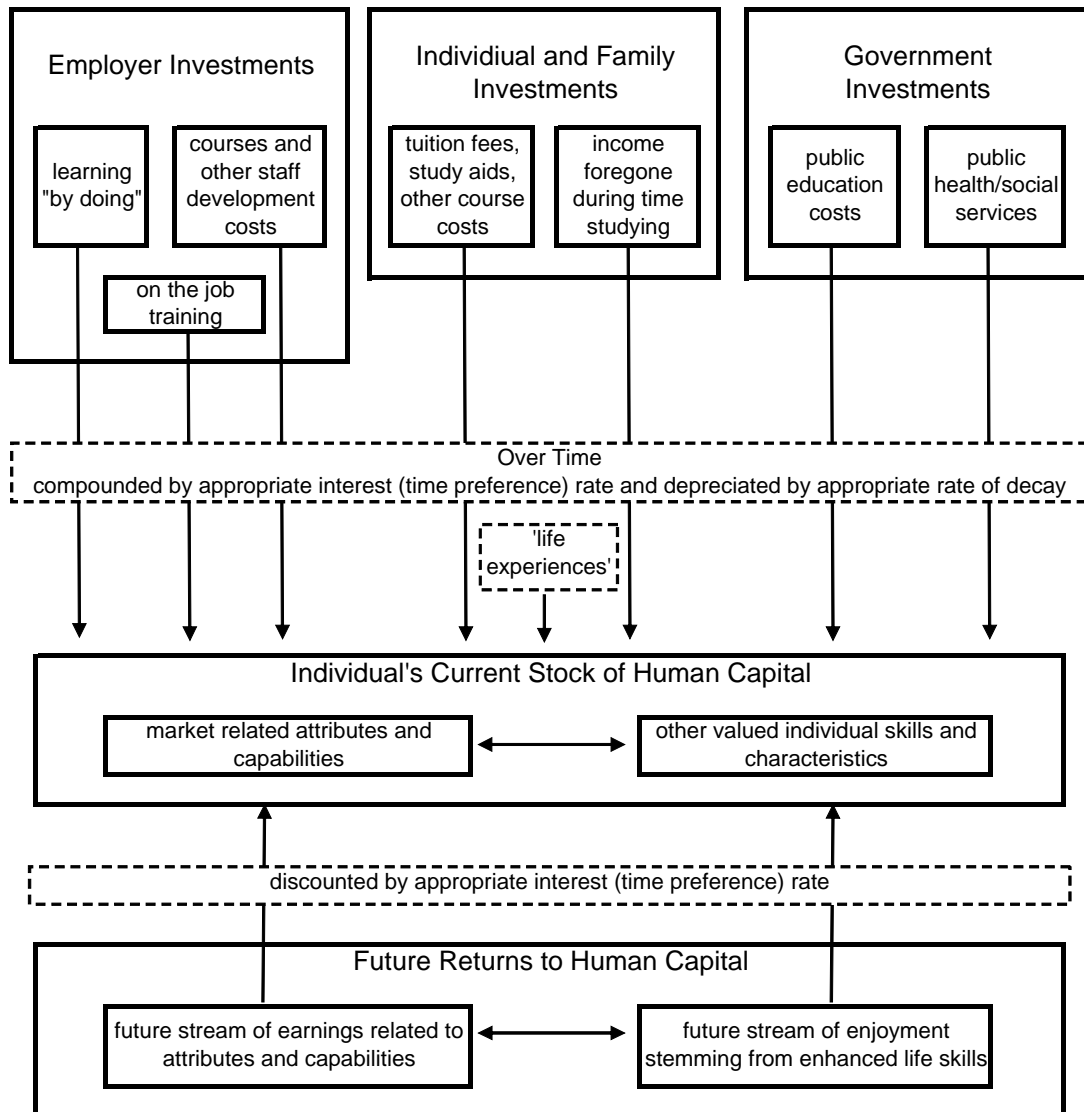 Employer Investments
learning
"by doing"
courses and
other staff
development
costs
on the job
training
Individiual and Family
Investments
tuition fees,
study aids,
other course
costs
income
foregone
during time
studying
Government
Investments
public
education
costs
public
health/social
services
Over Time
compounded by appropriate interest (time preference) rate and depreciated by appropriate rate of decay
'life
experiences'
Individual's Current Stock of Human Capital
market related attributes and
capabilities
other valued individual skills and
characteristics
discounted by appropriate interest (time preference) rate
Future Returns to Human Capital
future stream of earnings related to
attributes and capabilities
future stream of enjoyment
stemming from enhanced life skills